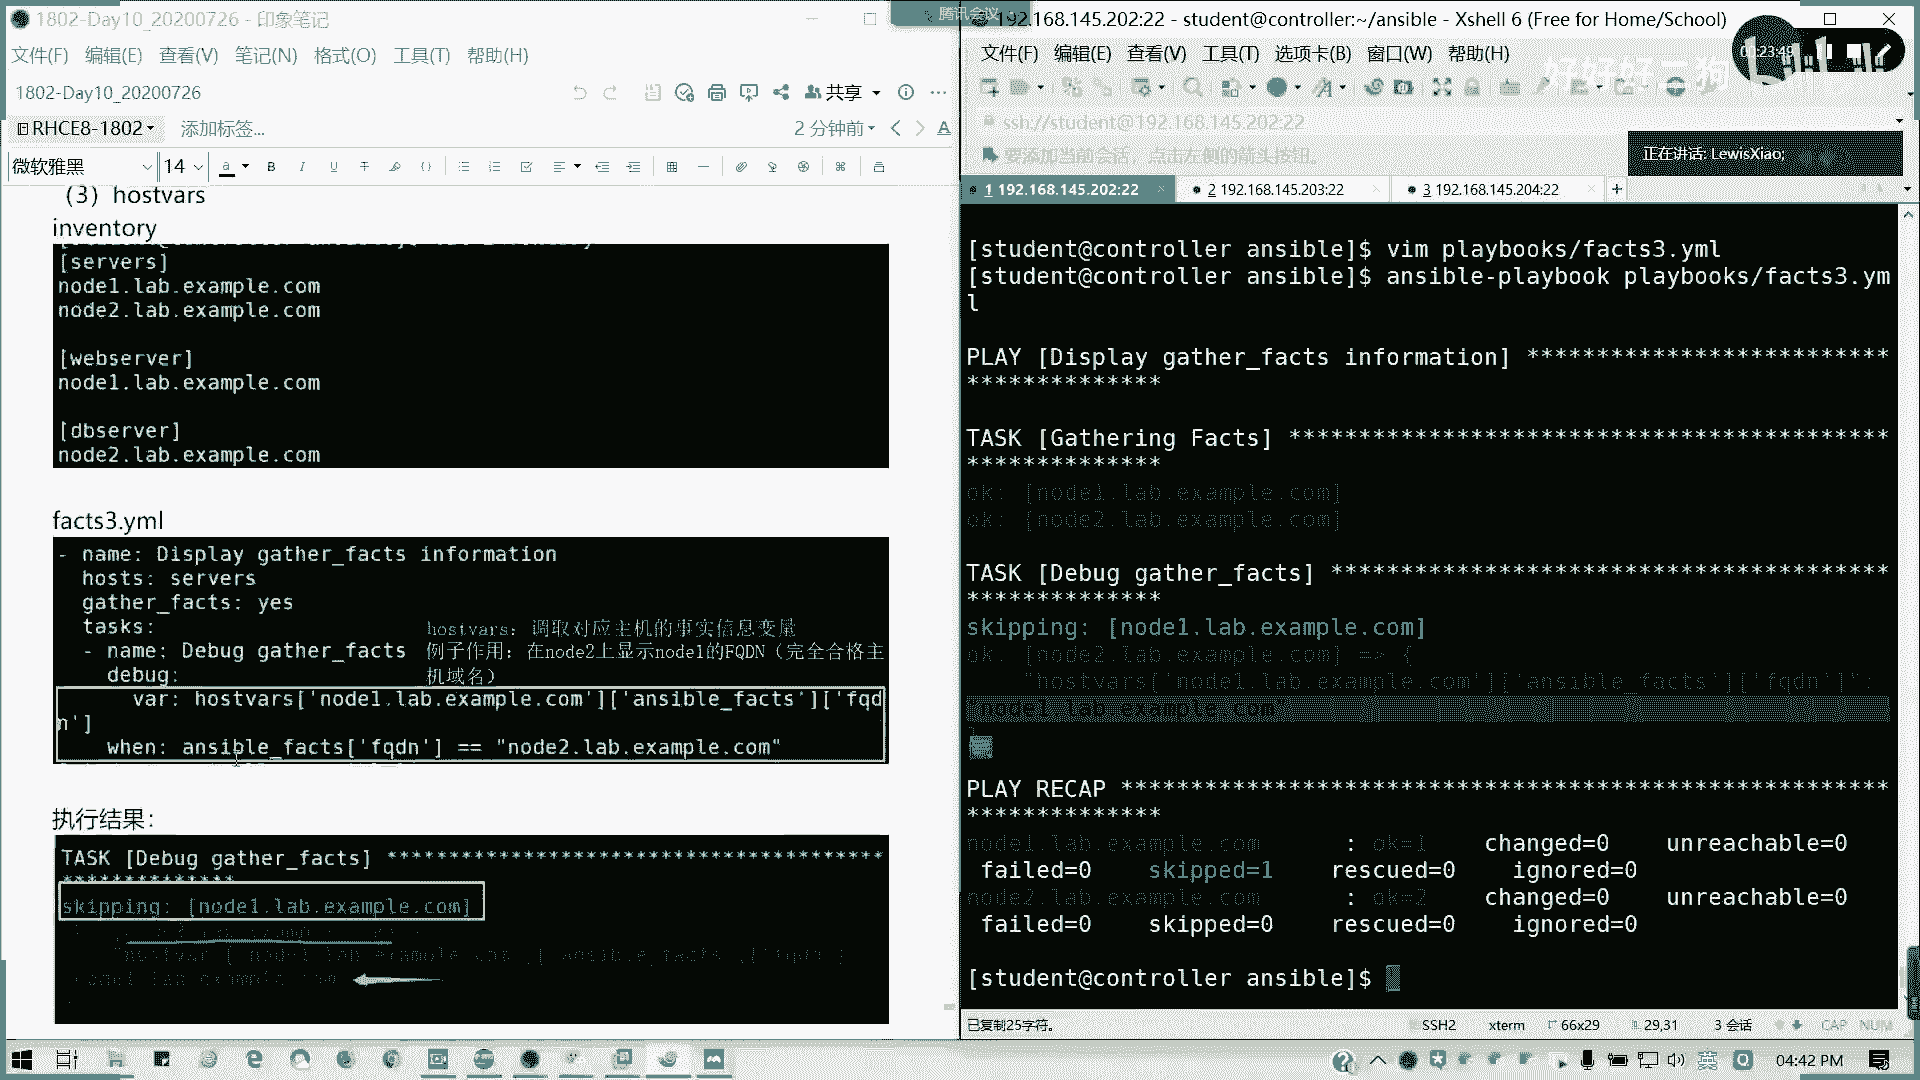 1802-Day10_20200726 - 印象笔记
文件(F) 编辑(E) 查看(V) 笔记(N) 格式(O) 工具(T) 帮助(H)
1802-Day10_20200726
共享
RHCE8-1802
添加标签...
2 分钟前
微软雅黑
14
（3）hostvars
inventory
[servers]
node1.lab.example.com
node2.lab.example.com
[webserver]
node1.lab.example.com
[dbserver]
node2.lab.example.com
facts3.yml
- name: Display gather_facts information
hosts: servers
gather_facts: yes
tasks:
hostvars：调取对应主机的事实信息变量
- name: Debug gather_facts
例子作用：在node2上显示node1的FQDN（完全合格主
debug:
机域名）
var: hostvars['node1.lab.example.com']['ansible_facts']['fqd
n']
when: ansible_facts['fqdn'] == "node2.lab.example.com"
执行结果：
TASK [Debug gather_facts] *****************************************
**************
skipping: [node1.lab.example.com]
腾讯会议
192.168.145.202:22 - student@controller:~/ansible - Xshell 6 (Free for Home/School)
文件(F) 编辑(E) 查看(V) 工具(T) 选项卡(B) 窗口(W) 帮助(H)
00:23:49
好好好二狗
ssh://student@192.168.145.202:22
要添加当前会话，点击左侧的箭头按钮。
正在讲话: LewisXiao;
1 192.168.145.202:22
2 192.168.145.203:22
3 192.168.145.204:22
[student@controller ansible]$ vim playbooks/facts3.yml
[student@controller ansible]$ ansible-playbook playbooks/facts3.ym
l
PLAY [Display gather_facts information] **************************
**************
TASK [Gathering Facts] *******************************************
**************
ok: [node1.lab.example.com]
ok: [node2.lab.example.com]
TASK [Debug gather_facts] ****************************************
**************
skipping: [node1.lab.example.com]
ok: [node2.lab.example.com] => {
"hostvars['node1.lab.example.com']['ansible_facts']['fqdn']":
"node1.lab.example.com"
PLAY RECAP *******************************************************
**************
node1.lab.example.com : ok=1 changed=0 unreachable=0
failed=0 skipped=1 rescued=0 ignored=0
node2.lab.example.com : ok=2 changed=0 unreachable=0
failed=0 skipped=0 rescued=0 ignored=0
[student@controller ansible]$
已复制25字符。
SSH2
xterm
66x29
29,31
3 会话
CAP NUM
英
04:42 PM